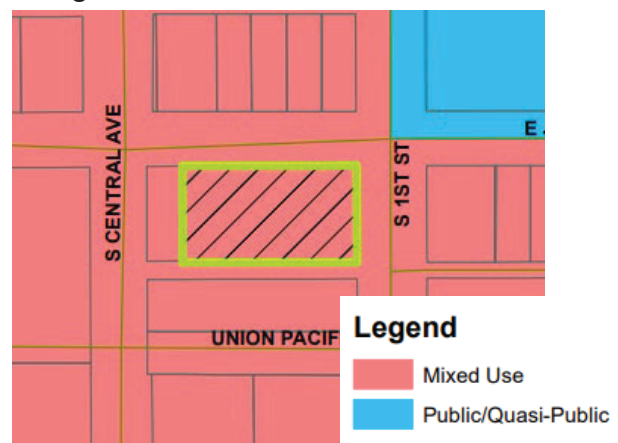 E
S CENTRAL AVE
S 1ST ST
UNION PACIF
Legend
Mixed Use
Public/Quasi-Public